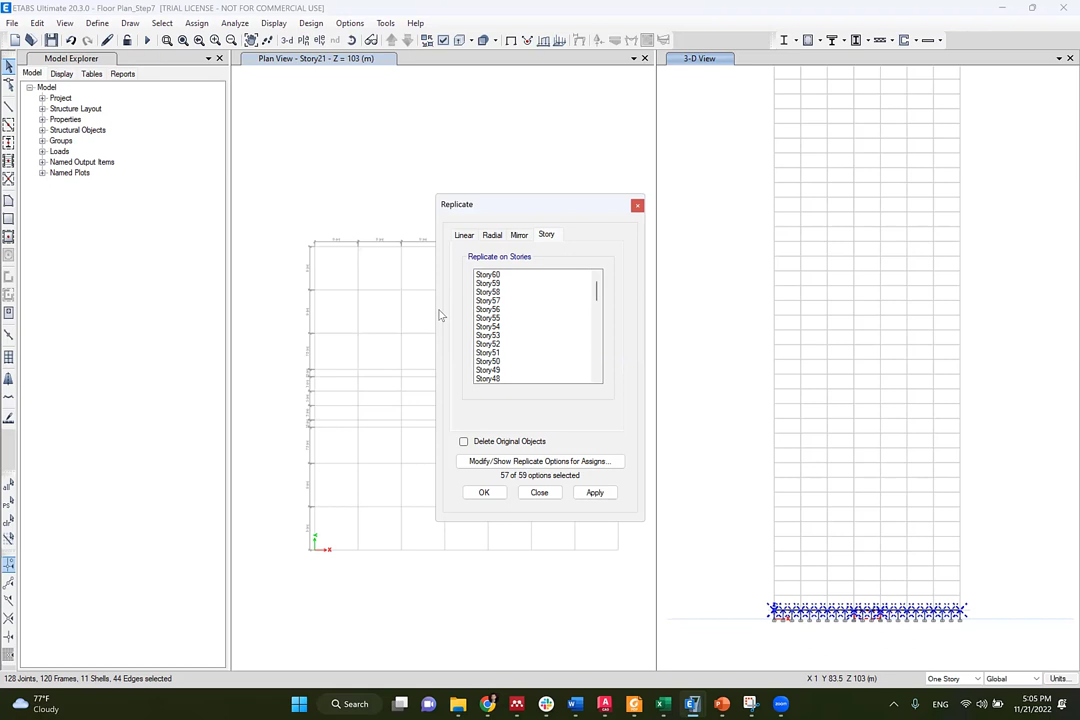 ETABS Ultimate 20.3.0 - Floor Plan_Step7 [TRIAL LICENSE - NOT FOR COMMERCIAL USE]
File Edit View Define Draw Select Assign Analyze Display Design Options Tools Help
3-d
nd
Model Explorer
Plan View - Story21 - Z = 103 (m)
3-D View
Model Display Tables Reports
Model
Project
Structure Layout
Properties
Structural Objects
Groups
Loads
Named Output Items
Named Plots
Replicate
Linear Radial Mirror Story
Replicate on Stories
Story60
Story59
Story58
Story57
Story56
Story55
Story54
Story53
Story52
Story51
Story50
Story49
Story48
Delete Original Objects
Modify/Show Replicate Options for Assigns...
57 of 59 options selected
OK Close Apply
X
all
ps
clr
128 Joints, 120 Frames, 11 Shells, 44 Edges selected
X 1 Y 83.5 Z 103 (m)
One Story
Global
Units...
77°F
Cloudy
Search
ENG
5:05 PM
11/21/2022